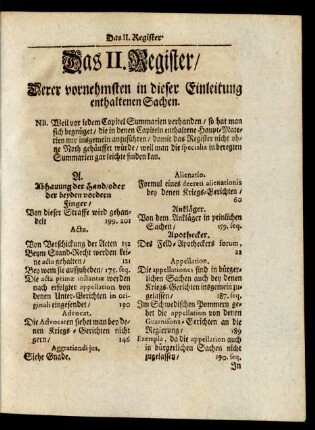 Das II. Register
Das II. Register/
Derer vornehmsten in dieser Einleitung
enthaltenen Sachen.
NB. Weil vor jedem Capitel Summarien verhanden / so hat man
sich begnüget / die in denen Capiteln enthaltene Haupt-Mate-
rien nur insgemein anzuführen / damit das Register nicht oh-
ne Noth gehäuffet würde / weil man die specialia in beregten
Summarien gar leichte finden kan.
A.
Abhauung der Hand/oder
der beyden vordern
Finger/
Von dieser Straffe wird gehan-
delt 199. 201
Acta.
Von Verschickung der Acten 192
Beym Stand-Recht werden kei-
ne acta gehalten/
Bey wem sie aufzuheben/ 175. seq.
Die acta primæ instantiæ werden
nach erfolgter appellation von
denen Unter-Gerichten in ori-
ginali eingesendet/ 190
Advocat.
Die Advocaten siehet man bey de-
nen Kriegs-Gerichten nicht
gern/ 146
Aggratiandi jus,
Siehe Gnade.
Alienatio.
Formul eines decreti alienationis
bey denen Kriegs-Gerichten/
60
Ankläger.
Von dem Ankläger in peinlichen
Sachen/ 159. seq.
Apothecker.
Des Feld-Apotheckers forum,
22
Appellation.
Die appellationes sind in bürger-
lichen Sachen auch bey denen
Kriegs-Gerichten insgemein zu-
gelassen/ 187. seq.
Im Schwedischen Pommern ge-
het die appellation von denen
Guarnisons-Gerichten an die
Regierung/ 189
Exempla, da die appellation auch
in bürgerlichen Sachen nicht
zugelassen/ 190. seq.
In